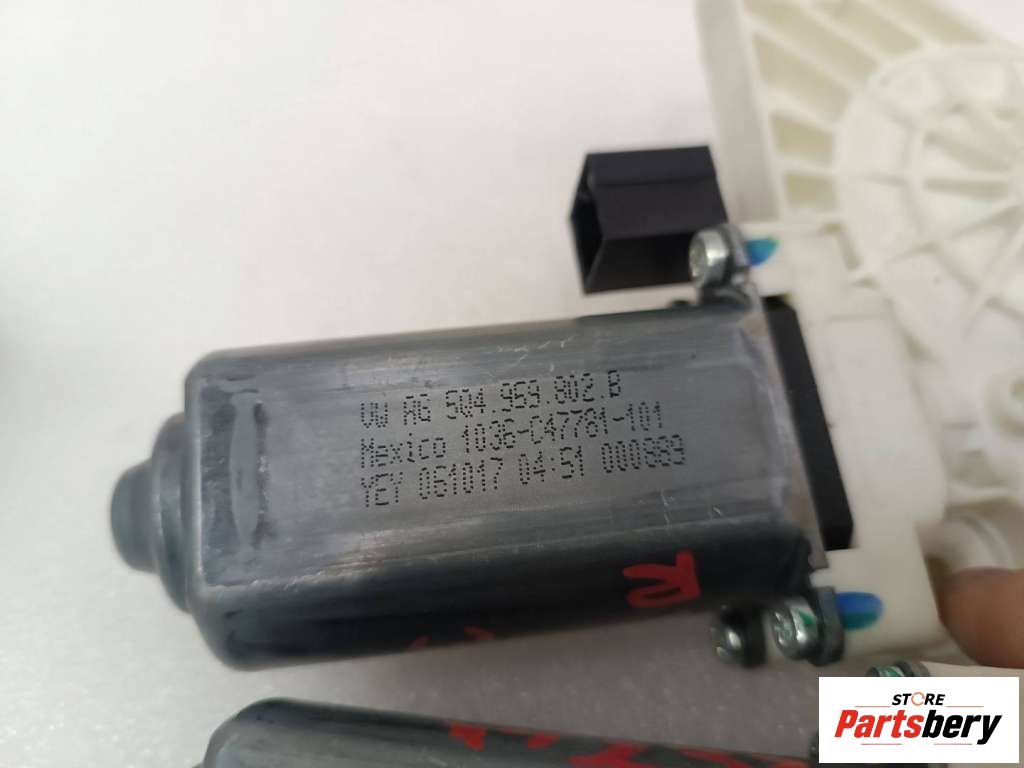 VW AG 5Q4.959.802.B
Mexico 1036-C47781-101
YEY 061017 04:51 000889
R
STORE
Partsbery